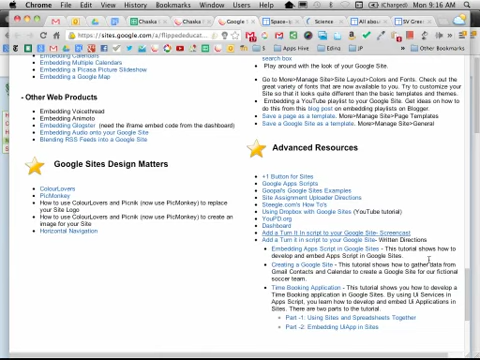 Chrome File Edit View History Bookmarks Window Help
(Charged) Mon 9:16 AM
Chaska
Chaska
Google
Space
Science
All abou
SV Green
https://sites.google.com/a/flippededucat
Apps Hive
Edina
JP
Other Bookmarks
Embedding Calendars
Embedding Multiple Calendars
Embedding a Picasa Picture Slideshow
Embedding a Google Map
- Other Web Products
Embedding Voicethread
Embedding Animoto
Embedding Glogster (need the iframe embed code from the dashboard)
Embedding Audio onto your Google Site
Blending RSS Feeds into a Google Site
Google Sites Design Matters
ColourLovers
PicMonkey
How to use ColourLovers and Picnik (now use PicMonkey) to replace
your Site Logo
How to use ColourLovers and Picnik (now use PicMonkey) to create an
image for your Site
Horizontal Navigation
search box
Play around with the look of your Google Site.
Go to More>Manage Site>Site Layout>Colors and Fonts. Check out the
great variety of fonts that are now available to you. Try to customize your
Site so that it looks quite different than the basic templates and themes.
Embedding a YouTube playlist to your Google Site. Get ideas on how to
do this from this blog post on embedding playlists on Blogger.
Save a page as a template. More>Manage Site>Page Templates
Save a Google Site as a template. More>Manage Site>General
Advanced Resources
+1 Button for Sites
Google Apps Scripts
Goopal's Google Sites Examples
Site Assignment Uploader Directions
Steegle.com's How To's
Using Dropbox with Google Sites (YouTube tutorial)
YouPD.org
Dashboard
Add a Turn It In script to your Google Site- Screencast
Add a Turn It In script to your Google Site- Written Directions
Embedding Apps Script in Google Sites - This tutorial shows how to
develop and embed Apps Script in Google Sites.
Creating a Google Site - This tutorial shows how to gather data from
Gmail Contacts and Calendar to create a Google Site for our fictional
soccer team.
Time Booking Application - This tutorial shows you how to develop a
Time Booking application in Google Sites. By using Ui Services in
Apps Script, you learn how to develop and embed Ui Applications in
Sites. There are two parts to the tutorial.
Part -1: Using Sites and Spreadsheets Together
Part -2: Embedding UiApp in Sites